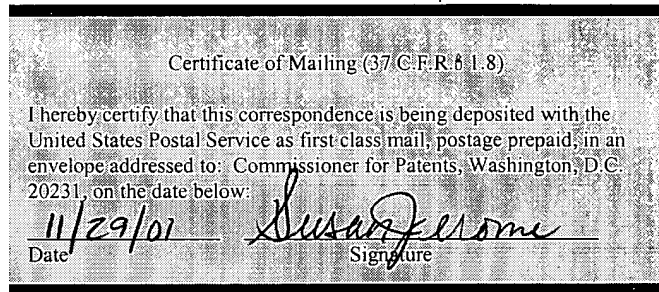 Certificate of Mailing (37 C.F.R. § 1.8)
I hereby certify that this correspondence is being deposited with the
United States Postal Service as first class mail, postage prepaid, in an
envelope addressed to: Commissioner for Patents, Washington, D.C.
20231, on the date below:
11/29/01 Susan Jerome
Date Signature